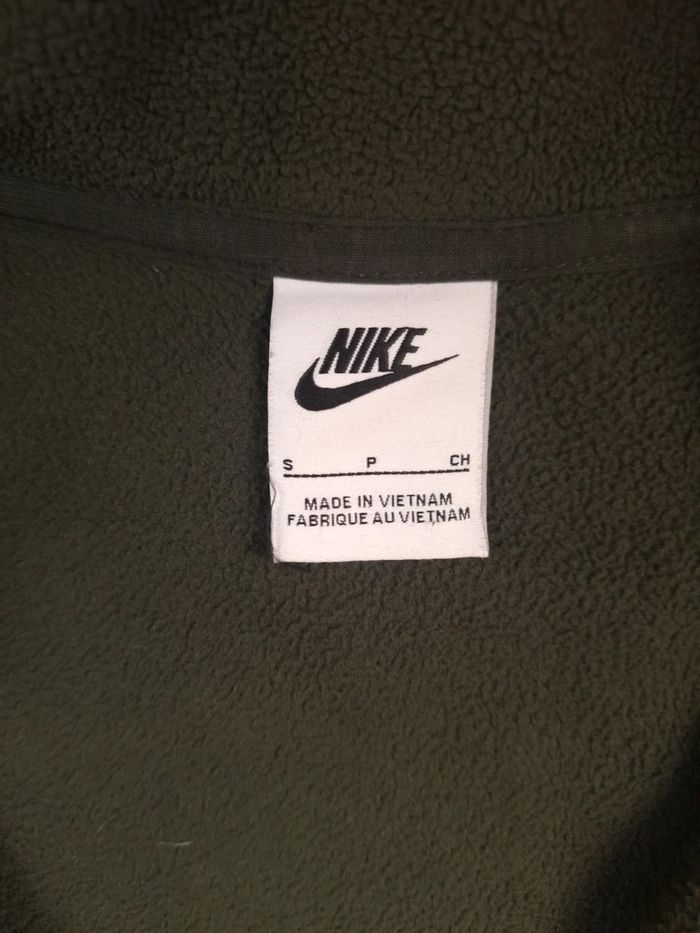 NIKE
S P CH
MADE IN VIETNAM
FABRIQUE AU VIETNAM